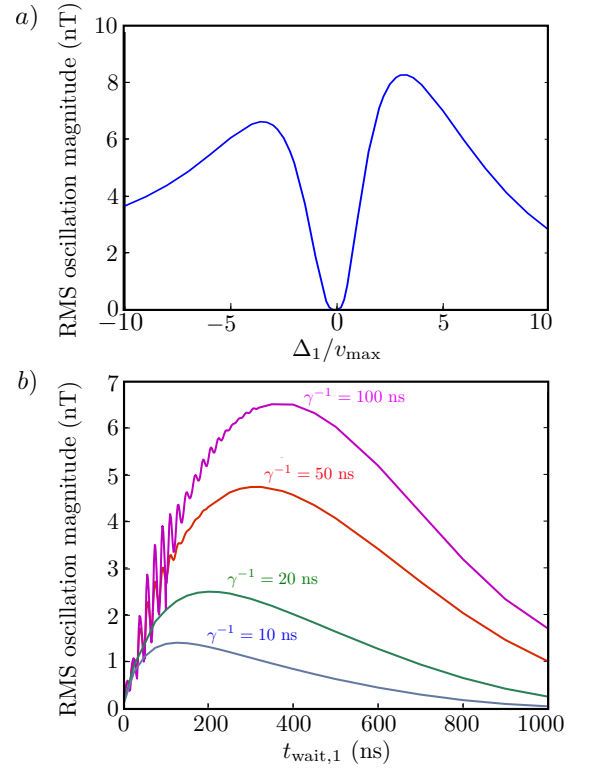 a)
RMS oscillation magnitude (nT)
10
8
6
4
2
0
−10 −5 0 5 10
Δ₁/v_max
b)
RMS oscillation magnitude (nT)
7
6
5
4
3
2
1
0
γ⁻¹ = 100 ns
γ⁻¹ = 50 ns
γ⁻¹ = 20 ns
γ⁻¹ = 10 ns
0 200 400 600 800 1000
t_wait,1 (ns)